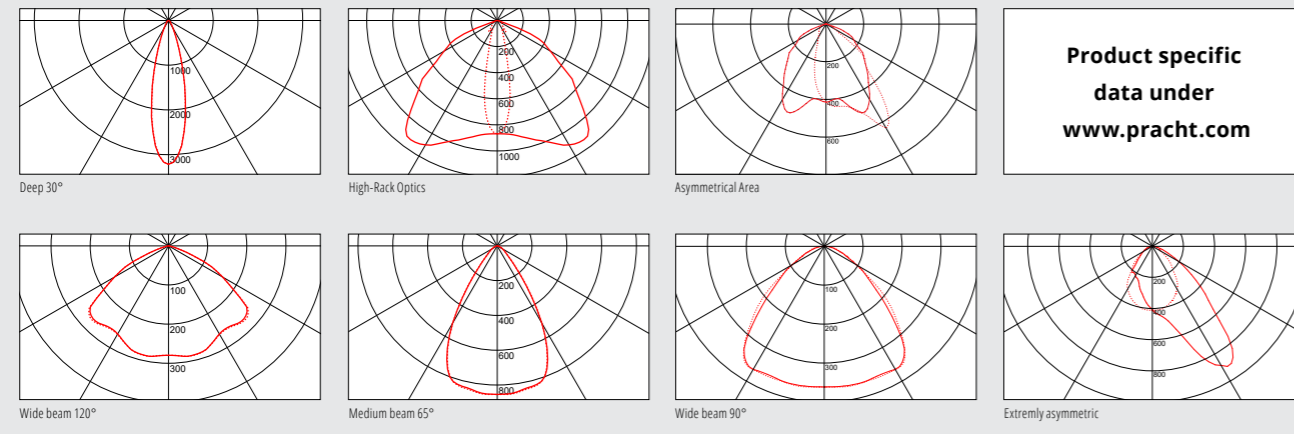 1000
2000
3000
Deep 30°
200
400
600
800
1000
High-Rack Optics
200
400
600
Asymmetrical Area
Product specific
data under
www.pracht.com
100
200
300
Wide beam 120°
200
400
600
800
Medium beam 65°
100
200
300
Wide beam 90°
200
400
600
800
Extremly asymmetric